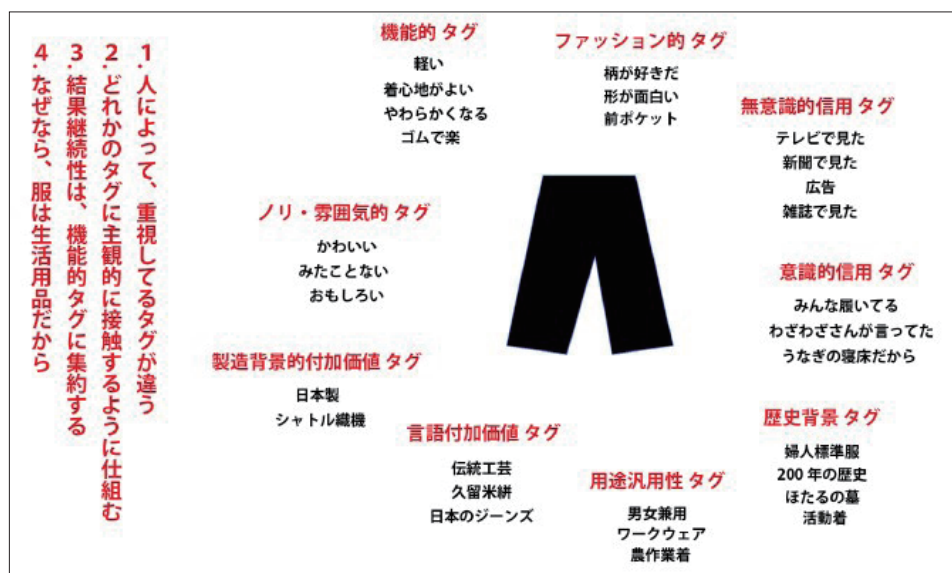 1.人によって、重視してるタグが違う
2.どれかのタグに主観的に接触するように仕組む
3.結果継続性は、機能的タグに集約する
4.なぜなら、服は生活用品だから
機能的 タグ
軽い
着心地がよい
やわらかくなる
ゴムで楽
ファッション的 タグ
柄が好きだ
形が面白い
前ポケット
無意識的信用 タグ
テレビで見た
新聞で見た
広告
雑誌で見た
ノリ・雰囲気的 タグ
かわいい
みたことない
おもしろい
意識的信用 タグ
みんな履いてる
わざわざさんが言ってた
うなぎの寝床だから
製造背景的付加価値 タグ
日本製
シャトル織機
言語付加価値 タグ
伝統工芸
久留米絣
日本のジーンズ
用途汎用性 タグ
男女兼用
ワークウェア
農作業着
歴史背景 タグ
婦人標準服
200 年の歴史
ほたるの墓
活動着